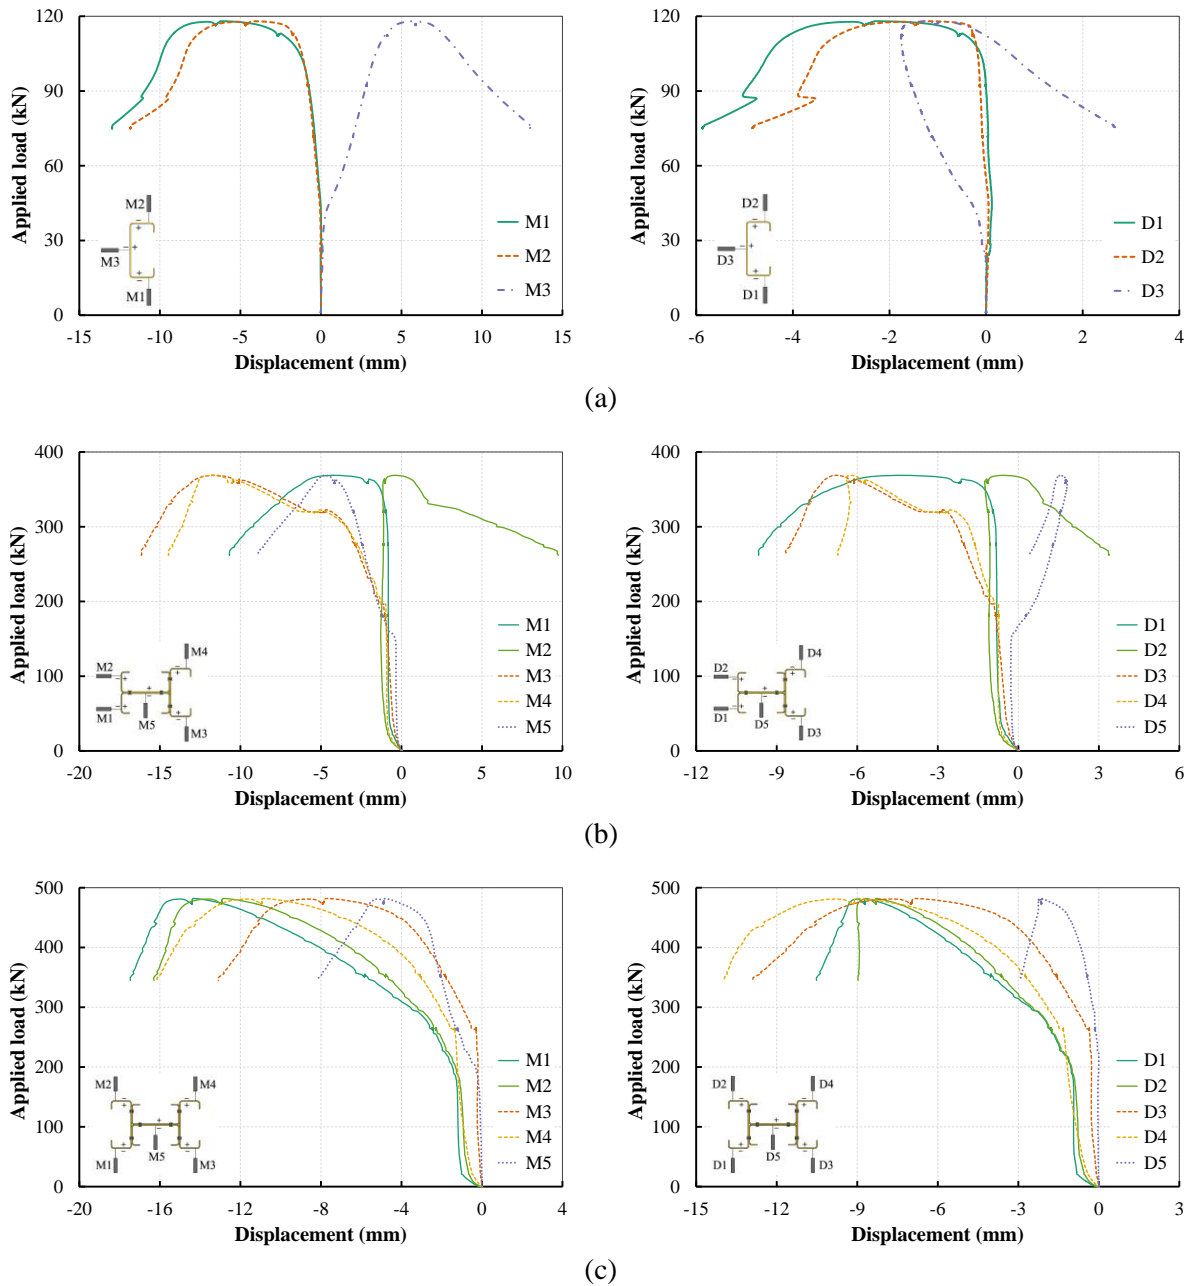 120
90
60
30
0
Applied load (kN)
M2
M3
M1
M1
M2
M3
-15 -10 -5 0 5 10 15
Displacement (mm)
120
90
60
30
0
Applied load (kN)
D2
D3
D1
D1
D2
D3
-6 -4 -2 0 2 4
Displacement (mm)
(a)
400
300
200
100
0
Applied load (kN)
M4
M2
M1
M5
M3
M1
M2
M3
M4
M5
-20 -15 -10 -5 0 5 10
Displacement (mm)
400
300
200
100
0
Applied load (kN)
D4
D2
D1
D5
D3
D1
D2
D3
D4
D5
-12 -9 -6 -3 0 3 6
Displacement (mm)
(b)
500
400
300
200
100
0
Applied load (kN)
M2 M4
M5
M1 M3
M1
M2
M3
M4
M5
-20 -16 -12 -8 -4 0 4
Displacement (mm)
500
400
300
200
100
0
Applied load (kN)
D2 D4
D5
D1 D3
D1
D2
D3
D4
D5
-15 -12 -9 -6 -3 0 3
Displacement (mm)
(c)